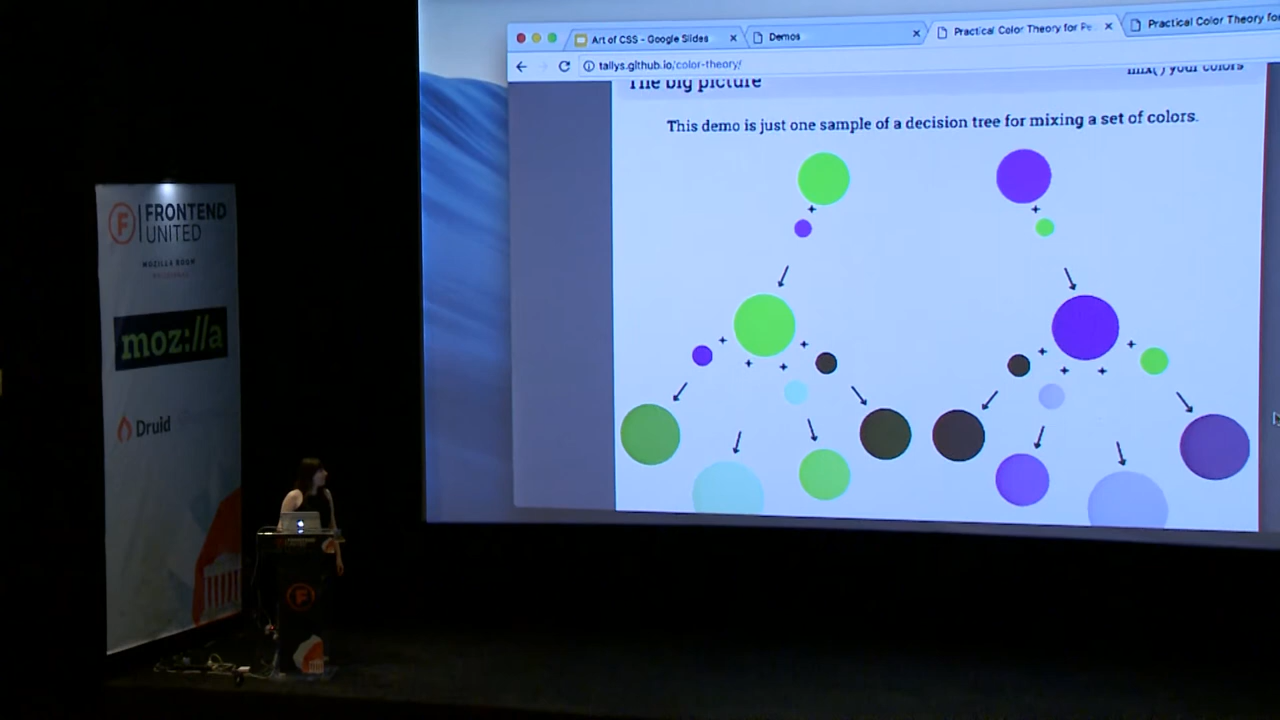 Art of CSS - Google Slides
Demos
Practical Color Theory for Pe
Practical Color Theory for
tallys.github.io/color-theory/
The big picture
mix() your colors
This demo is just one sample of a decision tree for mixing a set of colors.
FRONTEND
UNITED
MOZILLA ROOM
moz://a
Druid